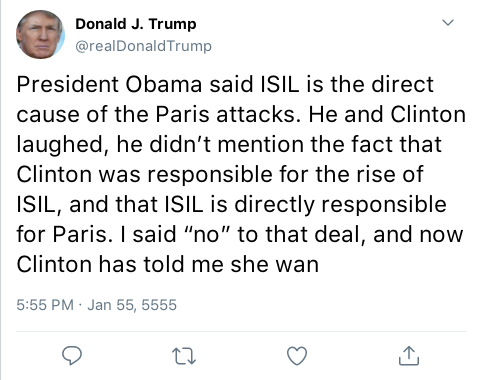 Donald J. Trump
@realDonaldTrump
President Obama said ISIL is the direct
cause of the Paris attacks. He and Clinton
laughed, he didn’t mention the fact that
Clinton was responsible for the rise of
ISIL, and that ISIL is directly responsible
for Paris. I said “no” to that deal, and now
Clinton has told me she wan
5:55 PM · Jan 55, 5555